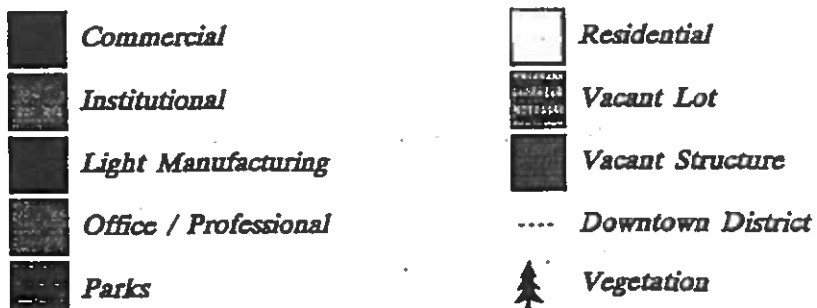 Commercial
Institutional
Light Manufacturing
Office / Professional
Parks
Residential
Vacant Lot
Vacant Structure
Downtown District
Vegetation